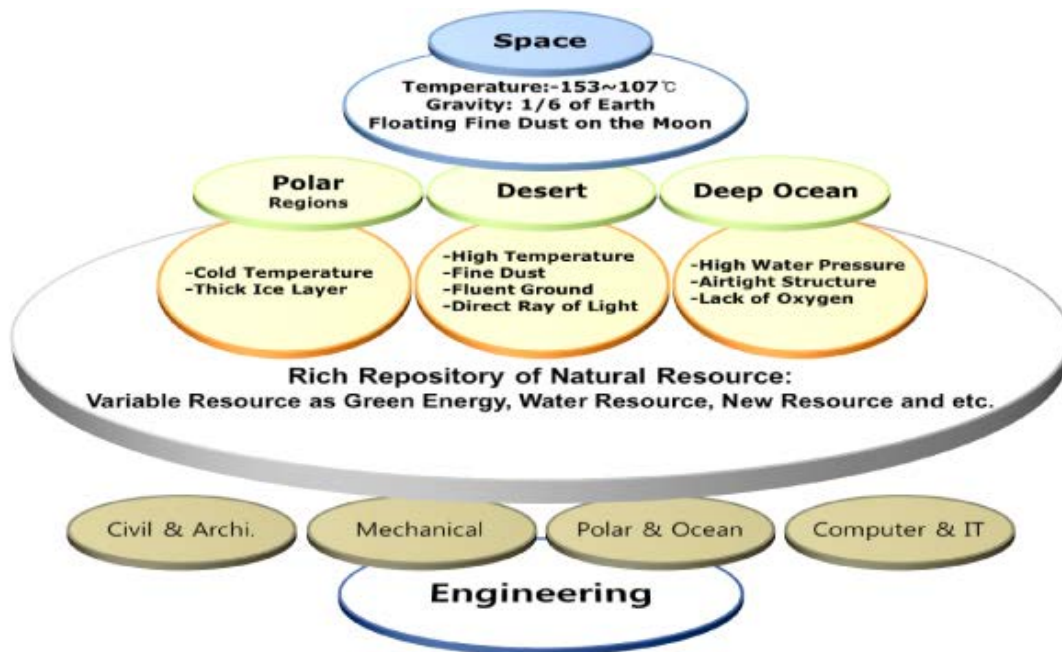 Space
Temperature:-153~107℃
Gravity: 1/6 of Earth
Floating Fine Dust on the Moon
Polar
Regions
Desert
Deep Ocean
-Cold Temperature
-Thick Ice Layer
-High Temperature
-Fine Dust
-Fluent Ground
-Direct Ray of Light
-High Water Pressure
-Airtight Structure
-Lack of Oxygen
Rich Repository of Natural Resource:
Variable Resource as Green Energy, Water Resource, New Resource and etc.
Civil & Archi.
Mechanical
Polar & Ocean
Computer & IT
Engineering